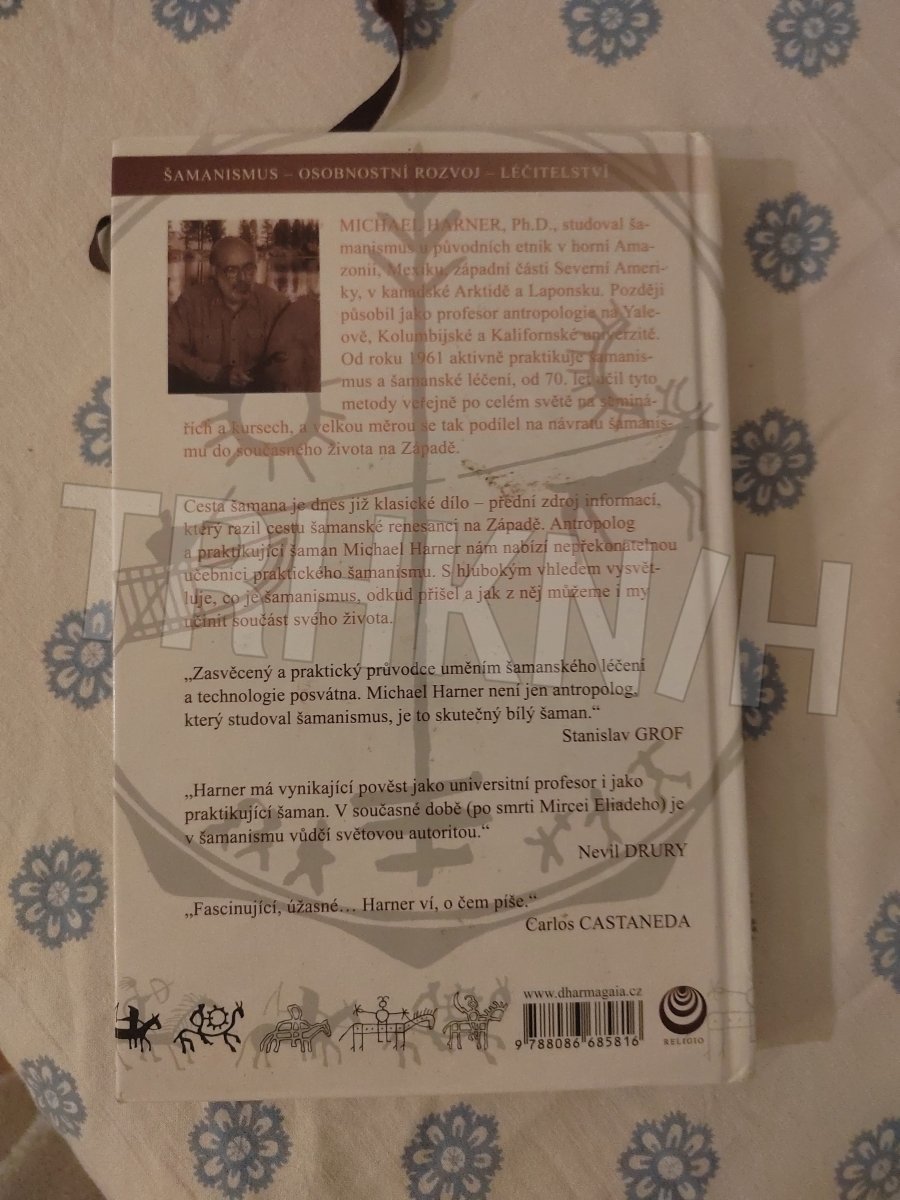 ŠAMANISMUS – OSOBNOSTNÍ ROZVOJ – LÉČITELSTVÍ
MICHAEL HARNER, Ph.D., studoval ša-
manismus u původních etnik v horní Ama-
zonii, Mexiku, západní části Severní Ameri-
ky, v kanadské Arktidě a Laponsku. Později
působil jako profesor antropologie na Yale-
ově, Kolumbijské a Kalifornské univerzitě.
Od roku 1961 aktivně praktikuje šamanis-
mus a šamanské léčení, od 70. let učil tyto
metody veřejně po celém světě na seminá-
řích a kursech, a velkou měrou se tak podílel na návratu šamanis-
mu do současného života na Západě.
Cesta šamana je dnes již klasické dílo – přední zdroj informací,
který razil cestu šamanské renesanci na Západě. Antropolog
a praktikující šaman Michael Harner nám nabízí nepřekonatelnou
učebnici praktického šamanismu. S hlubokým vhledem vysvět-
luje, co je šamanismus, odkud přišel a jak z něj můžeme i my
učinit součást svého života.
„Zasvěcený a praktický průvodce uměním šamanského léčení
a technologie posvátna. Michael Harner není jen antropolog,
který studoval šamanismus, je to skutečný bílý šaman.“
Stanislav GROF
„Harner má vynikající pověst jako universitní profesor i jako
praktikující šaman. V současné době (po smrti Mircei Eliadeho) je
v šamanismu vůdčí světovou autoritou.“
Nevil DRURY
„Fascinující, úžasné… Harner ví, o čem píše.“
Carlos CASTANEDA
www.dharmagaia.cz
9 788086 685816
RELIGIO
TRHKNIH